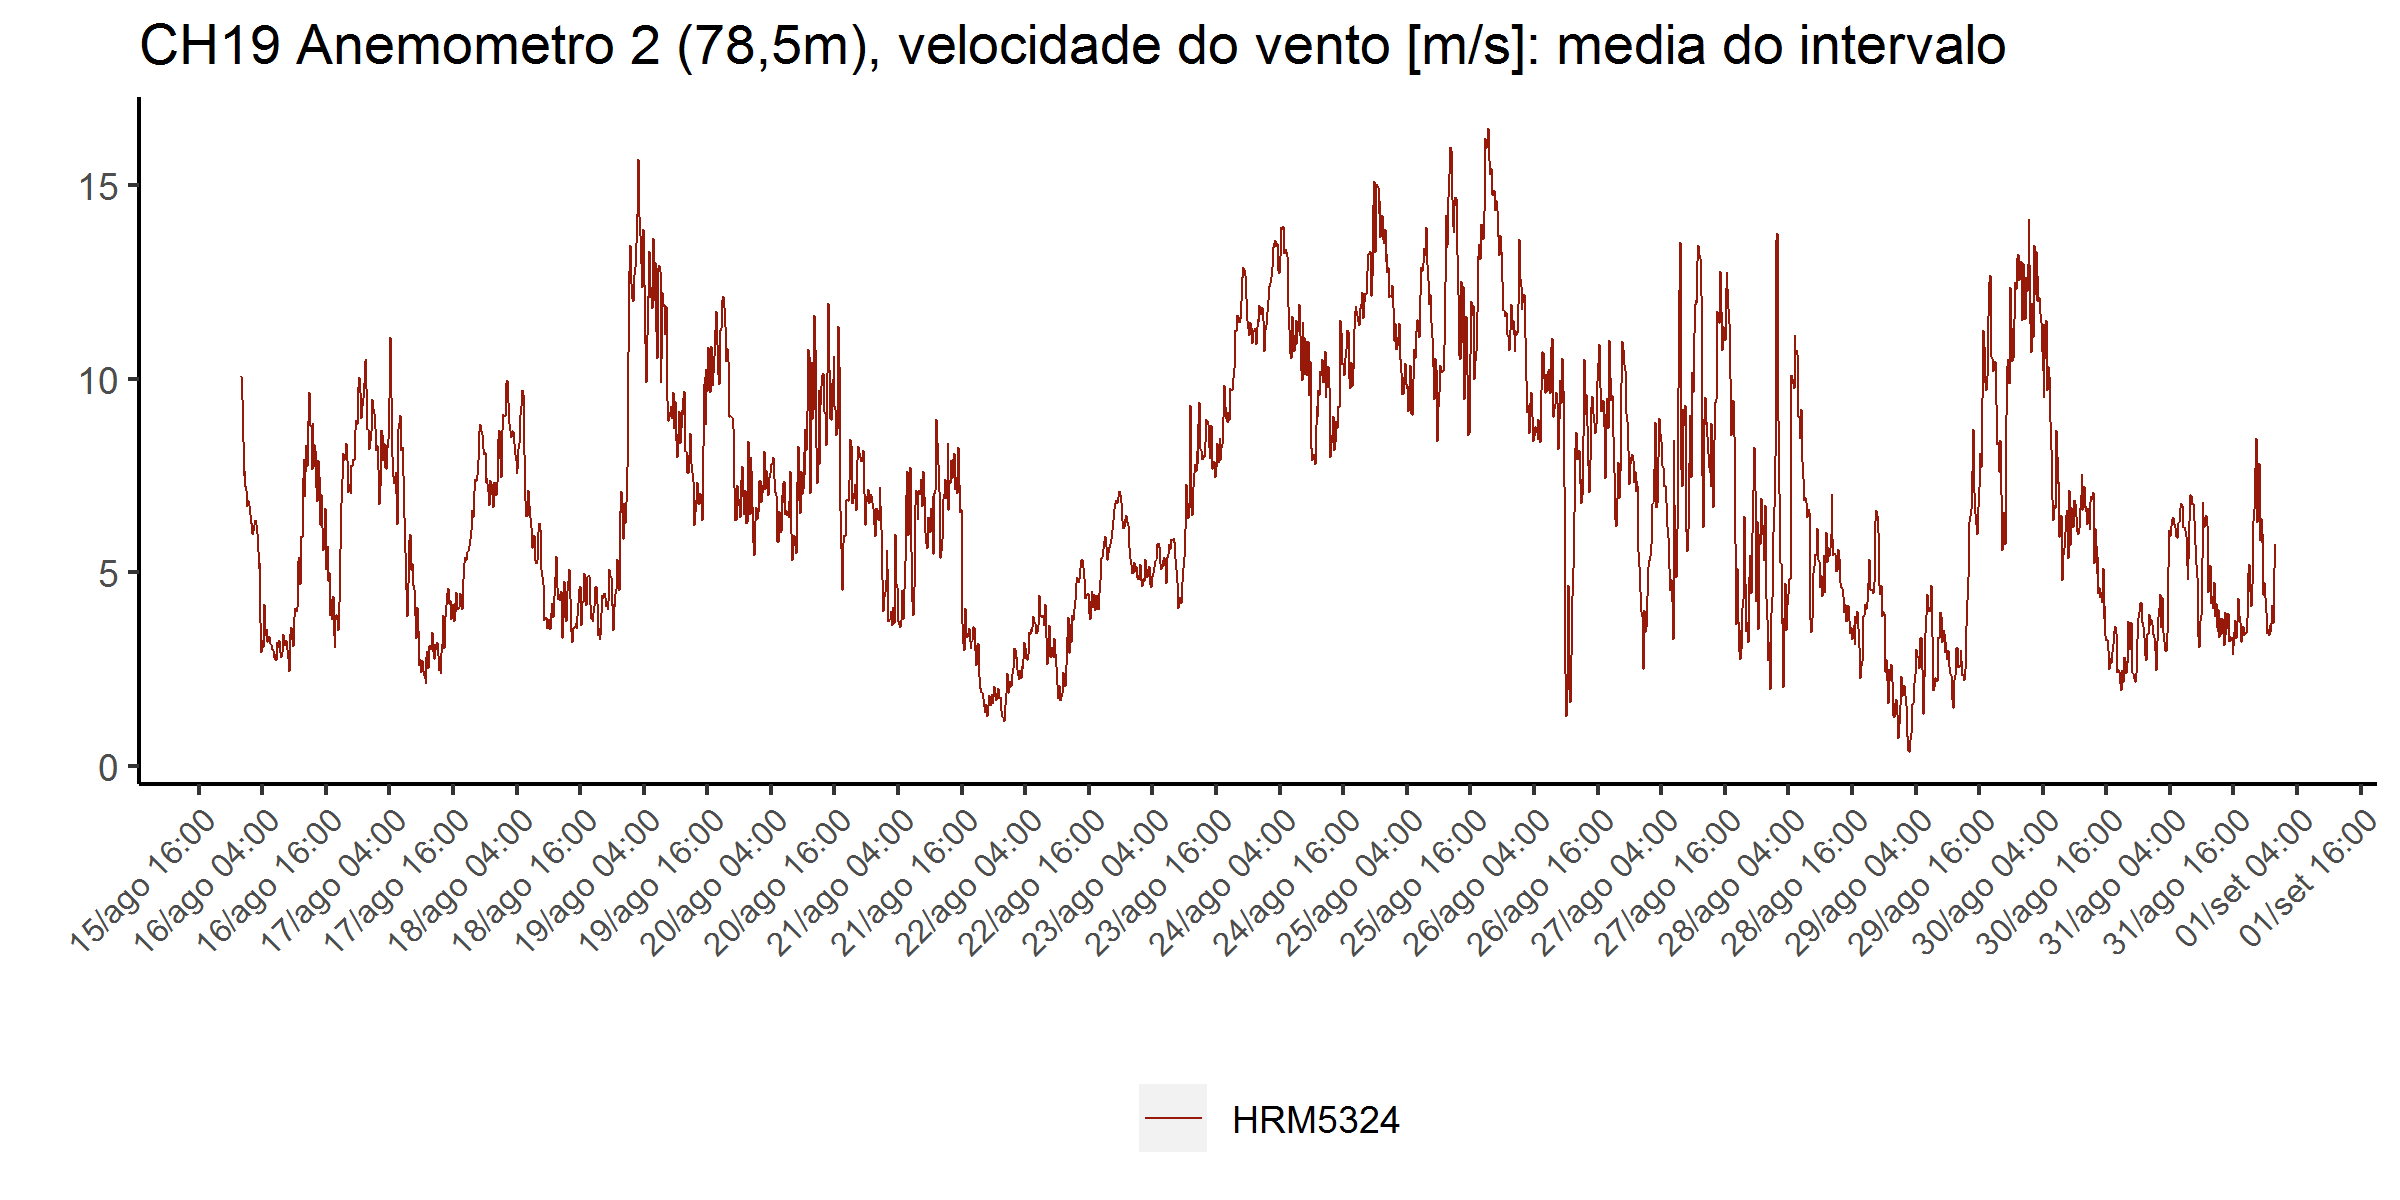 CH19 Anemometro 2 (78,5m), velocidade do vento [m/s]: media do intervalo
15
10
5
0
15/ago 16:00
16/ago 04:00
16/ago 16:00
17/ago 04:00
17/ago 16:00
18/ago 04:00
18/ago 16:00
19/ago 04:00
19/ago 16:00
20/ago 04:00
20/ago 16:00
21/ago 04:00
21/ago 16:00
22/ago 04:00
22/ago 16:00
23/ago 04:00
23/ago 16:00
24/ago 04:00
24/ago 16:00
25/ago 04:00
25/ago 16:00
26/ago 04:00
26/ago 16:00
27/ago 04:00
27/ago 16:00
28/ago 04:00
28/ago 16:00
29/ago 04:00
29/ago 16:00
30/ago 04:00
30/ago 16:00
31/ago 04:00
31/ago 16:00
01/set 04:00
01/set 16:00
HRM5324